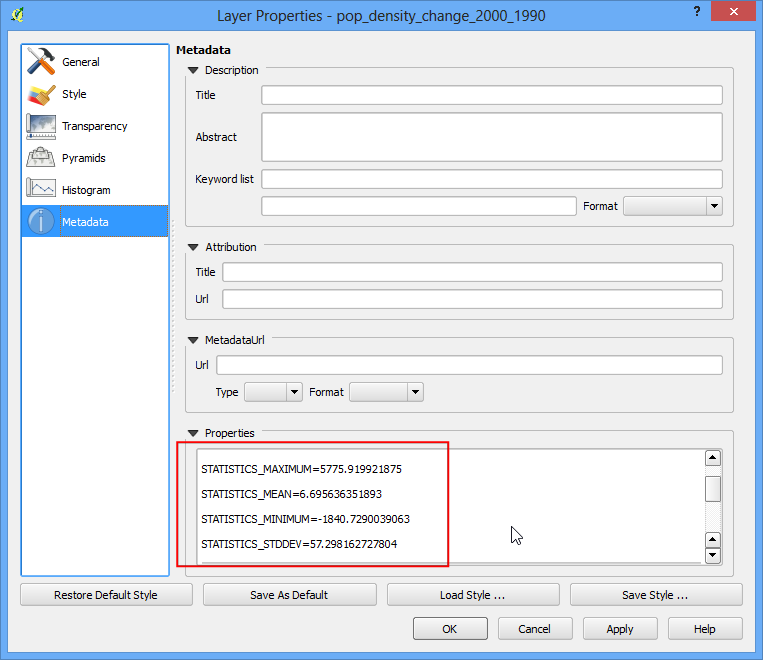 Layer Properties - pop_density_change_2000_1990
?
General
Style
Transparency
Pyramids
Histogram
Metadata
Metadata
Description
Title
Abstract
Keyword list
Format
Attribution
Title
Url
MetadataUrl
Url
Type Format
Properties
STATISTICS_MAXIMUM=5775.919921875
STATISTICS_MEAN=6.695636351893
STATISTICS_MINIMUM=-1840.7290039063
STATISTICS_STDDEV=57.298162727804
Restore Default Style Save As Default Load Style ... Save Style ...
OK Cancel Apply Help